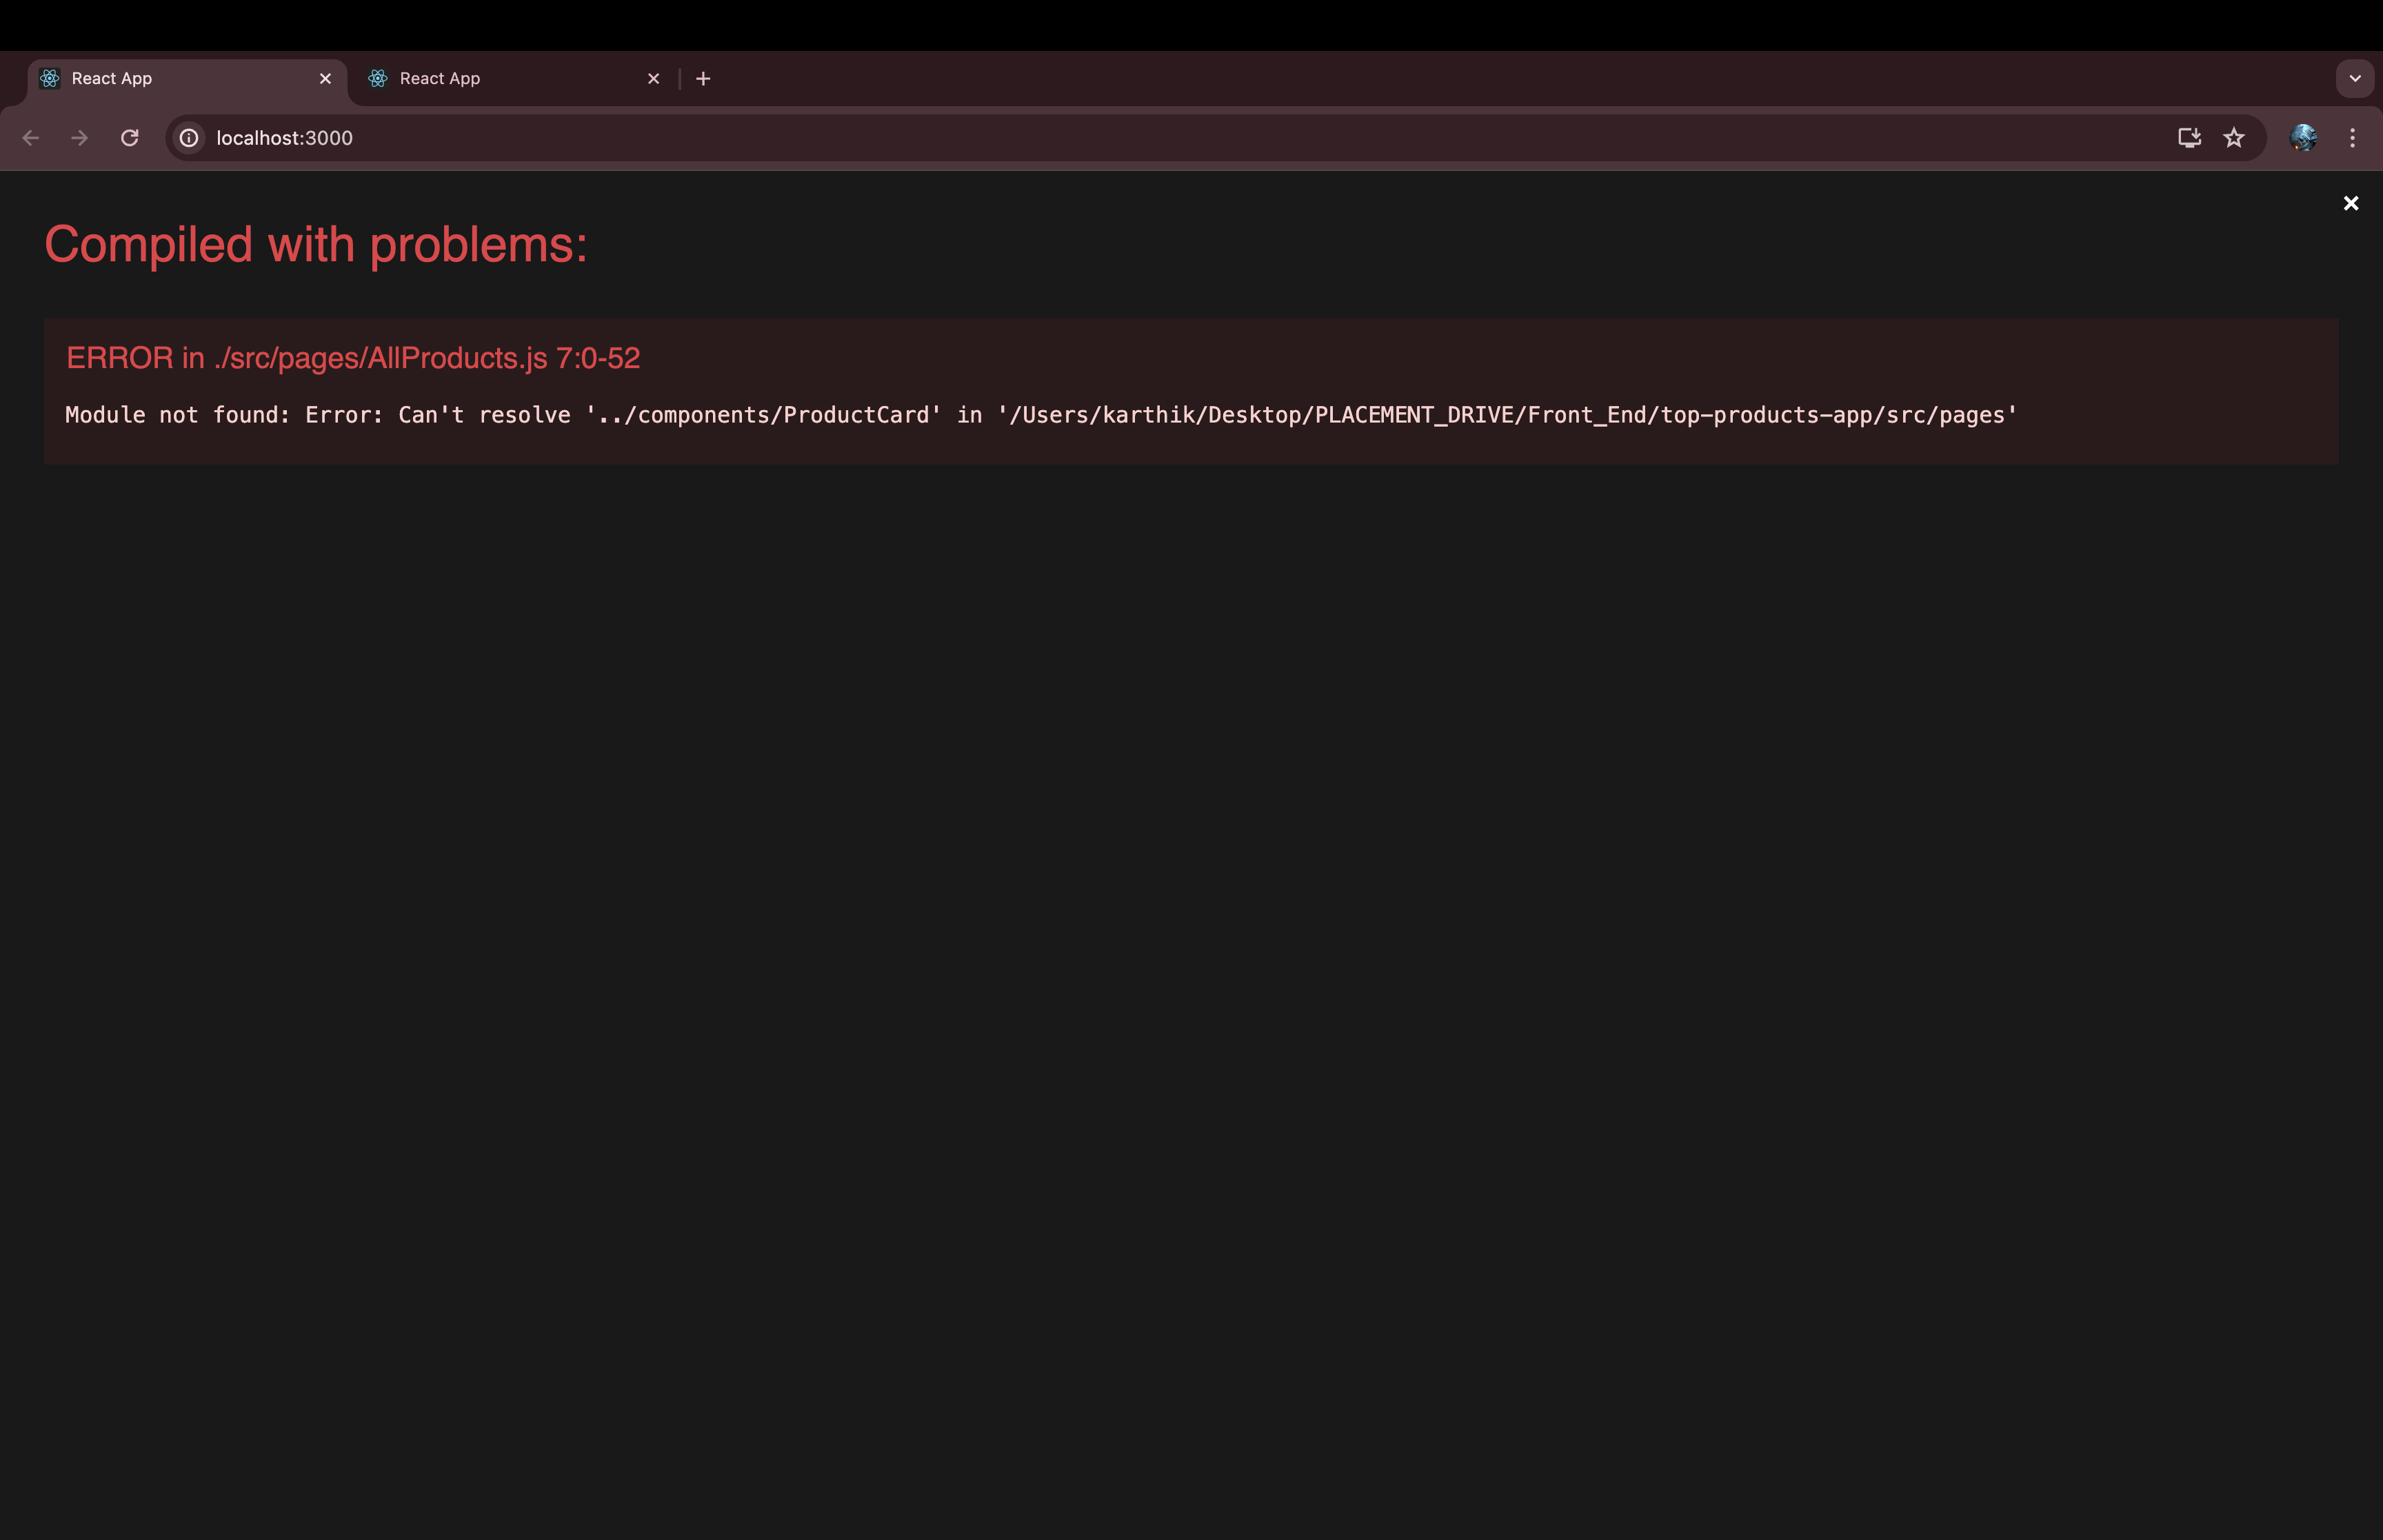 React App
React App
localhost:3000
Compiled with problems:
ERROR in ./src/pages/AllProducts.js 7:0-52
Module not found: Error: Can't resolve '../components/ProductCard' in '/Users/karthik/Desktop/PLACEMENT_DRIVE/Front_End/top-products-app/src/pages'